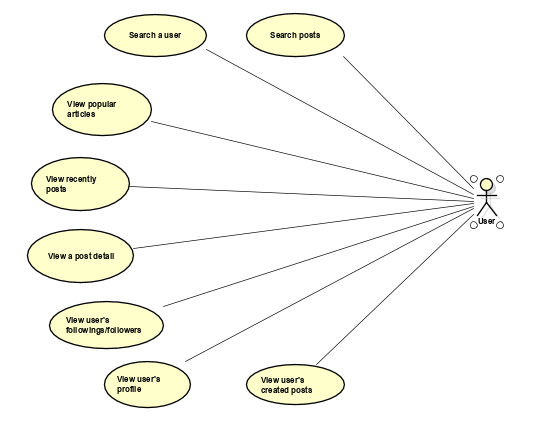 Search a user
Search posts
View popular
articles
View recently
posts
User
View a post detail
View user's
followings/followers
View user's
profile
View user's
created posts